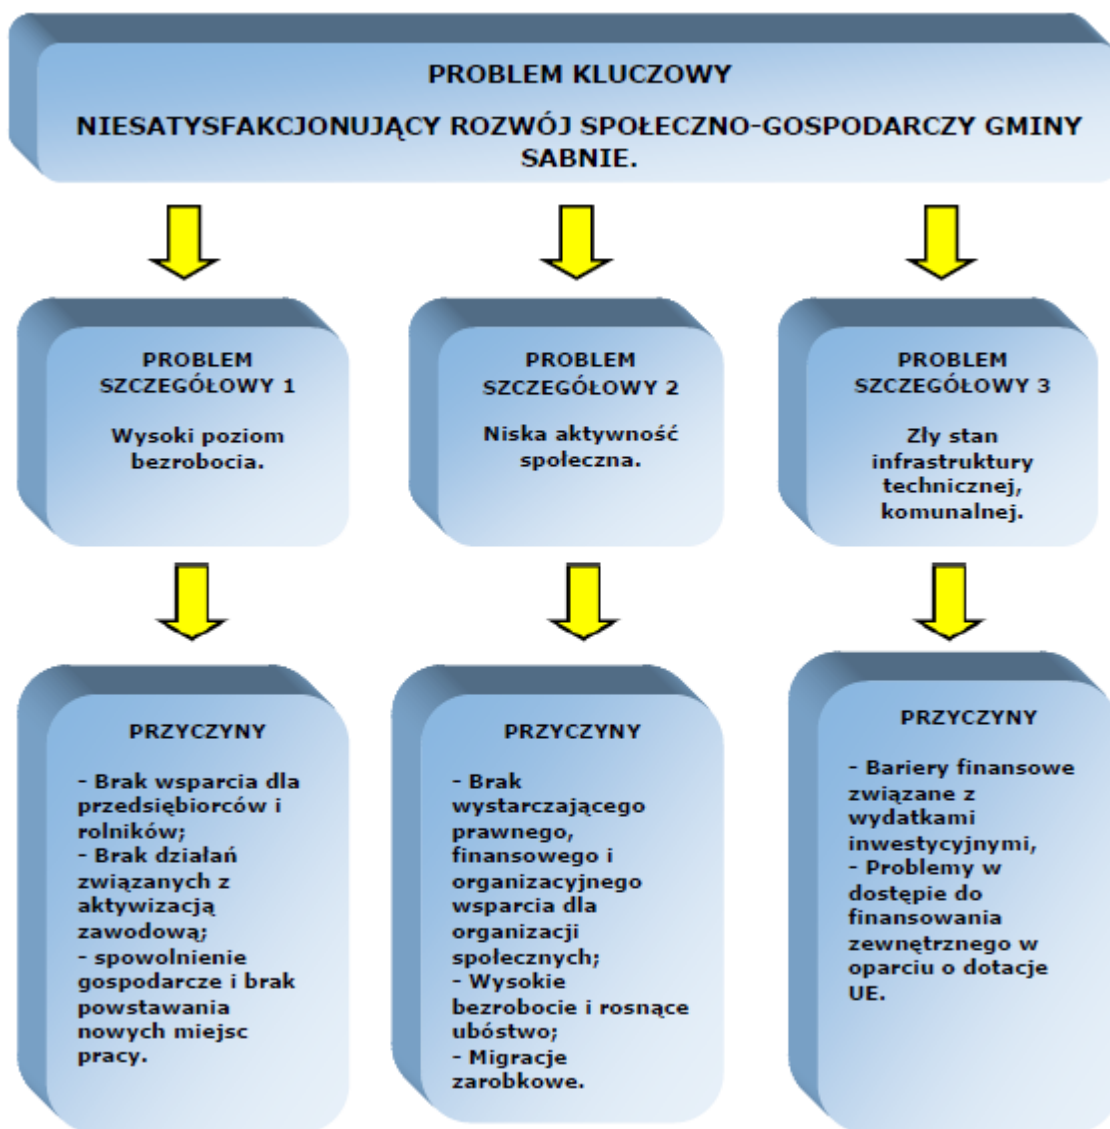 PROBLEM KLUCZOWY
NIESATYSFAKCJONUJĄCY ROZWÓJ SPOŁECZNO-GOSPODARCZY GMINY
SABNIE.
PROBLEM
SZCZEGÓŁOWY 1
Wysoki poziom
bezrobocia.
PROBLEM
SZCZEGÓŁOWY 2
Niska aktywność
społeczna.
PROBLEM
SZCZEGÓŁOWY 3
Zły stan
infrastruktury
technicznej,
komunalnej.
PRZYCZYNY
- Brak wsparcia dla
przedsiębiorców i
rolników;
- Brak działań
związanych z
aktywizacją
zawodową;
- spowolnienie
gospodarcze i brak
powstawania
nowych miejsc
pracy.
PRZYCZYNY
- Brak
wystarczającego
prawnego,
finansowego i
organizacyjnego
wsparcia dla
organizacji
społecznych;
- Wysokie
bezrobocie i rosnące
ubóstwo;
- Migracje
zarobkowe.
PRZYCZYNY
- Bariery finansowe
związane z
wydatkami
inwestycyjnymi,
- Problemy w
dostępie do
finansowania
zewnętrznego w
oparciu o dotacje
UE.